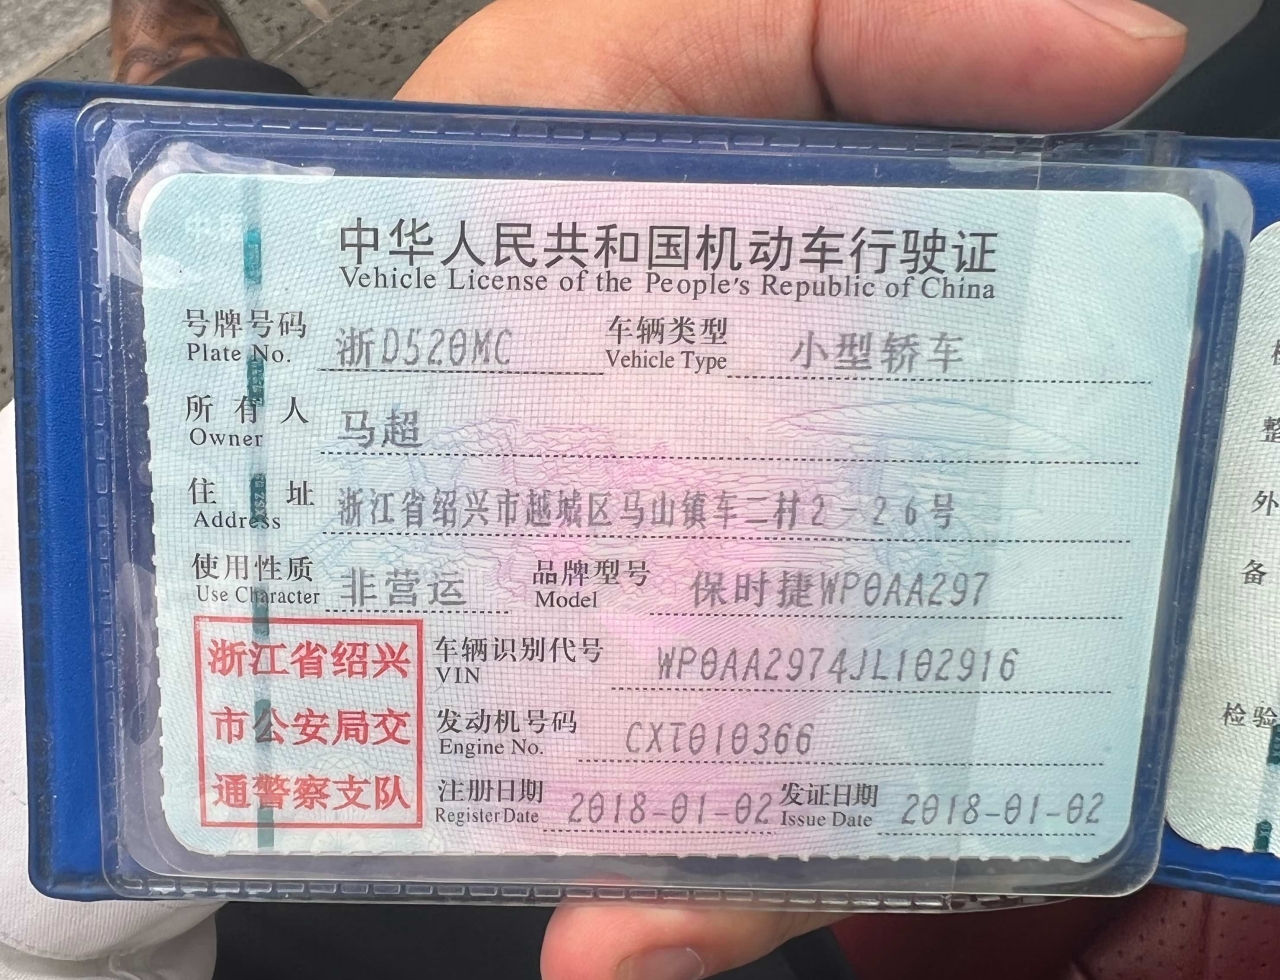 中华人民共和国机动车行驶证
Vehicle License of the People's Republic of China
号牌号码 浙D520MC 车辆类型 小型轿车
Plate No. Vehicle Type
所有人 马超
Owner
住址 浙江省绍兴市越城区马山镇车二村2-26号
Address
使用性质 非营运 品牌型号 保时捷WP0AA297
Use Character Model
浙江省绍兴
市公安局交
通警察支队
车辆识别代号 WP0AA2974JL102916
VIN
发动机号码 CXT010366
Engine No.
注册日期 2018-01-02 发证日期 2018-01-02
Register Date Issue Date
整
外
备
检验